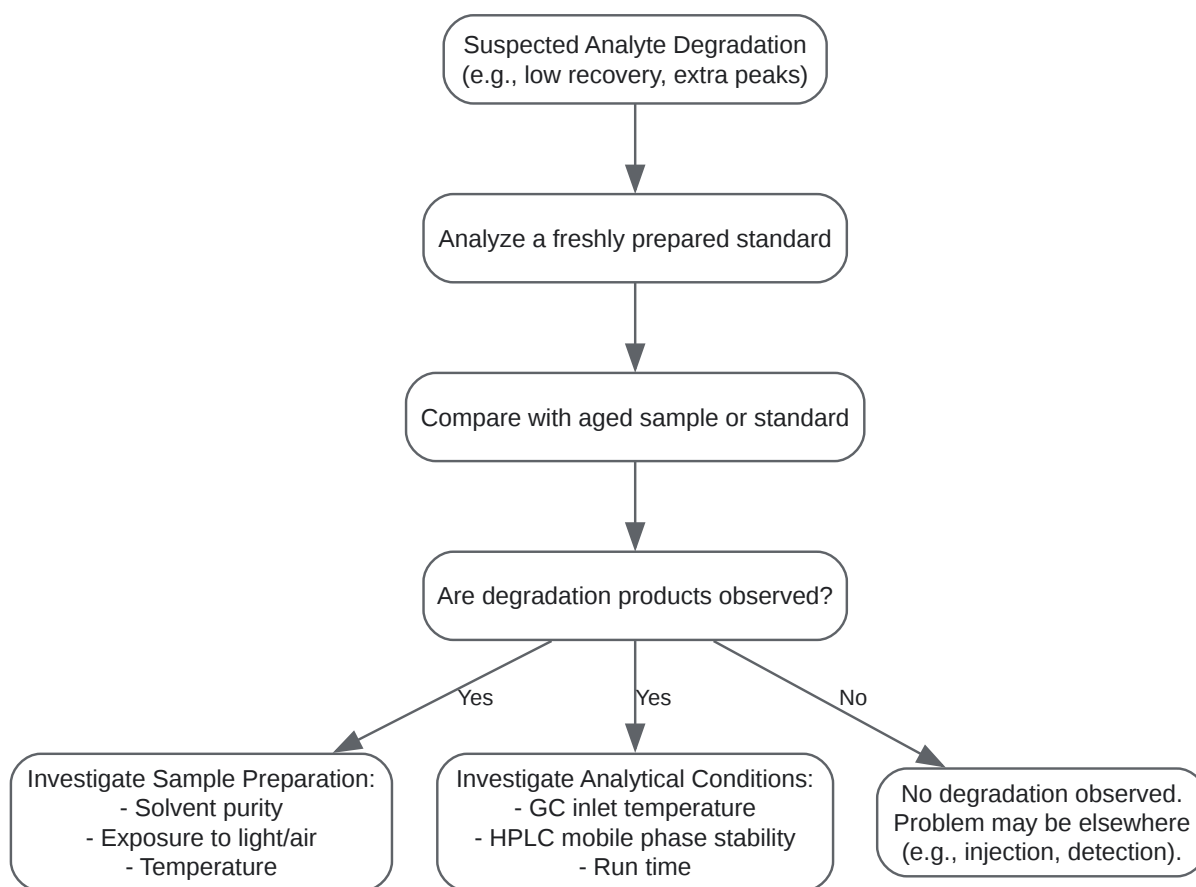 Suspected Analyte Degradation
(e.g., low recovery, extra peaks)
Analyze a freshly prepared standard
Compare with aged sample or standard
Are degradation products observed?
Yes
Yes
No
Investigate Sample Preparation:
- Solvent purity
- Exposure to light/air
- Temperature
Investigate Analytical Conditions:
- GC inlet temperature
- HPLC mobile phase stability
- Run time
No degradation observed.
Problem may be elsewhere
(e.g., injection, detection).